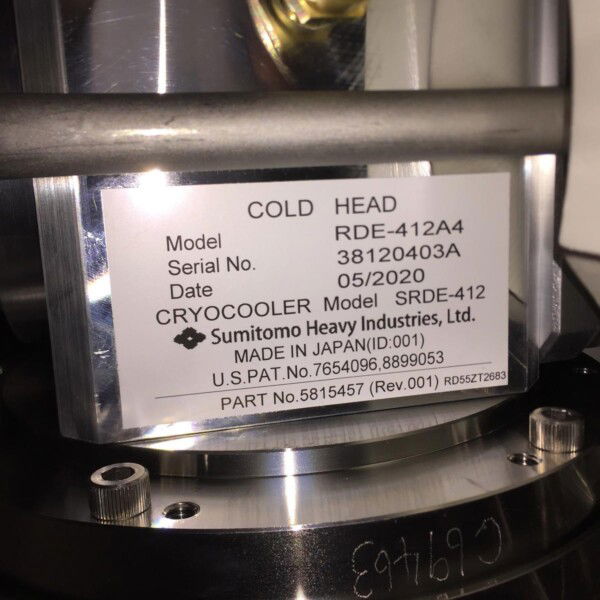 COLD HEAD
Model RDE-412A4
Serial No. 38120403A
Date 05/2020
CRYOCOOLER Model SRDE-412
Sumitomo Heavy Industries, Ltd.
MADE IN JAPAN(ID:001)
U.S.PAT.No.7654096,8899053
PART No.5815457 (Rev.001) RD55ZT2683